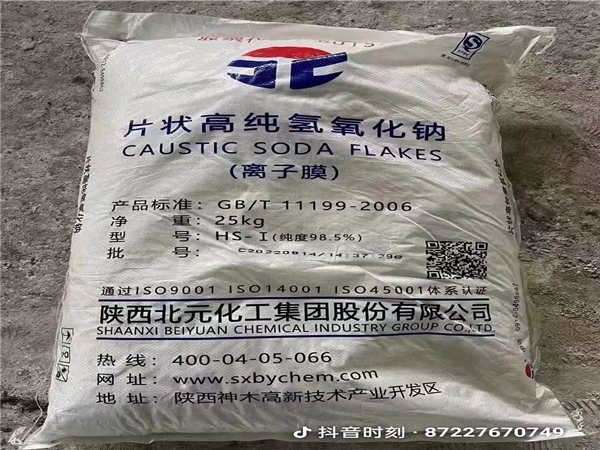 片状高纯氢氧化钠
CAUSTIC SODA FLAKES
(离子膜)
产品标准: GB/T 11199-2006
净 重: 25kg
型 号: HS-I(纯度98.5%)
批 号: C20220814/14:37 290
通过ISO9001 ISO14001 ISO45001体系认证
陕西北元化工集团股份有限公司
SHAANXI BEIYUAN CHEMICAL INDUSTRY GROUP CO.,LTD.
热线: 400-04-05-066
网址: www.sxbychem.com
地址: 陕西神木高新技术产业开发区
抖音时刻 · 87227670749